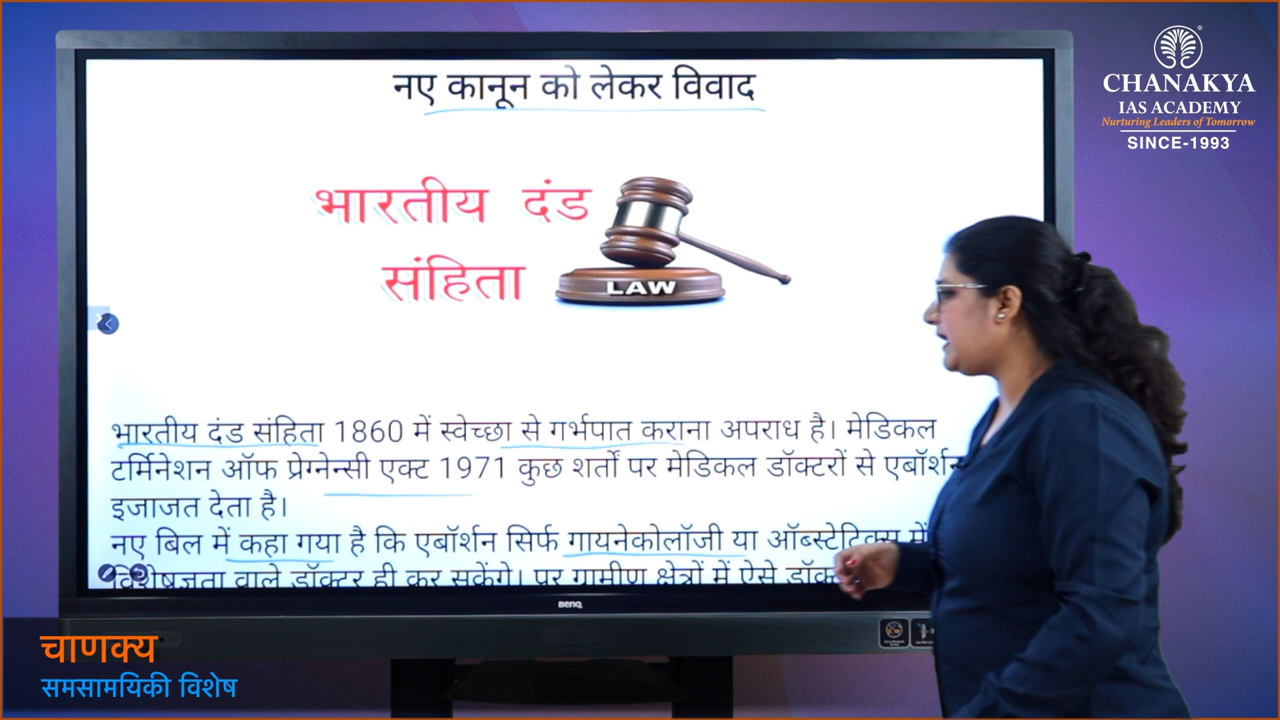 नए कानून को लेकर विवाद
CHANAKYA
IAS ACADEMY
Nurturing Leaders of Tomorrow
SINCE-1993
भारतीय दंड
संहिता
LAW
भारतीय दंड संहिता 1860 में स्वेच्छा से गर्भपात कराना अपराध है। मेडिकल
टर्मिनेशन ऑफ प्रेग्नेन्सी एक्ट 1971 कुछ शर्तों पर मेडिकल डॉक्टरों से एबॉर्शन
इजाजत देता है।
नए बिल में कहा गया है कि एबॉर्शन सिर्फ गायनेकोलॉजी या ऑब्स्टेट्रिक्स में
विशेषज्ञता वाले डॉक्टर ही कर सकेंगे। पर ग्रामीण क्षेत्रों में ऐसे
BENQ
चाणक्य
समसामयिकी विशेष